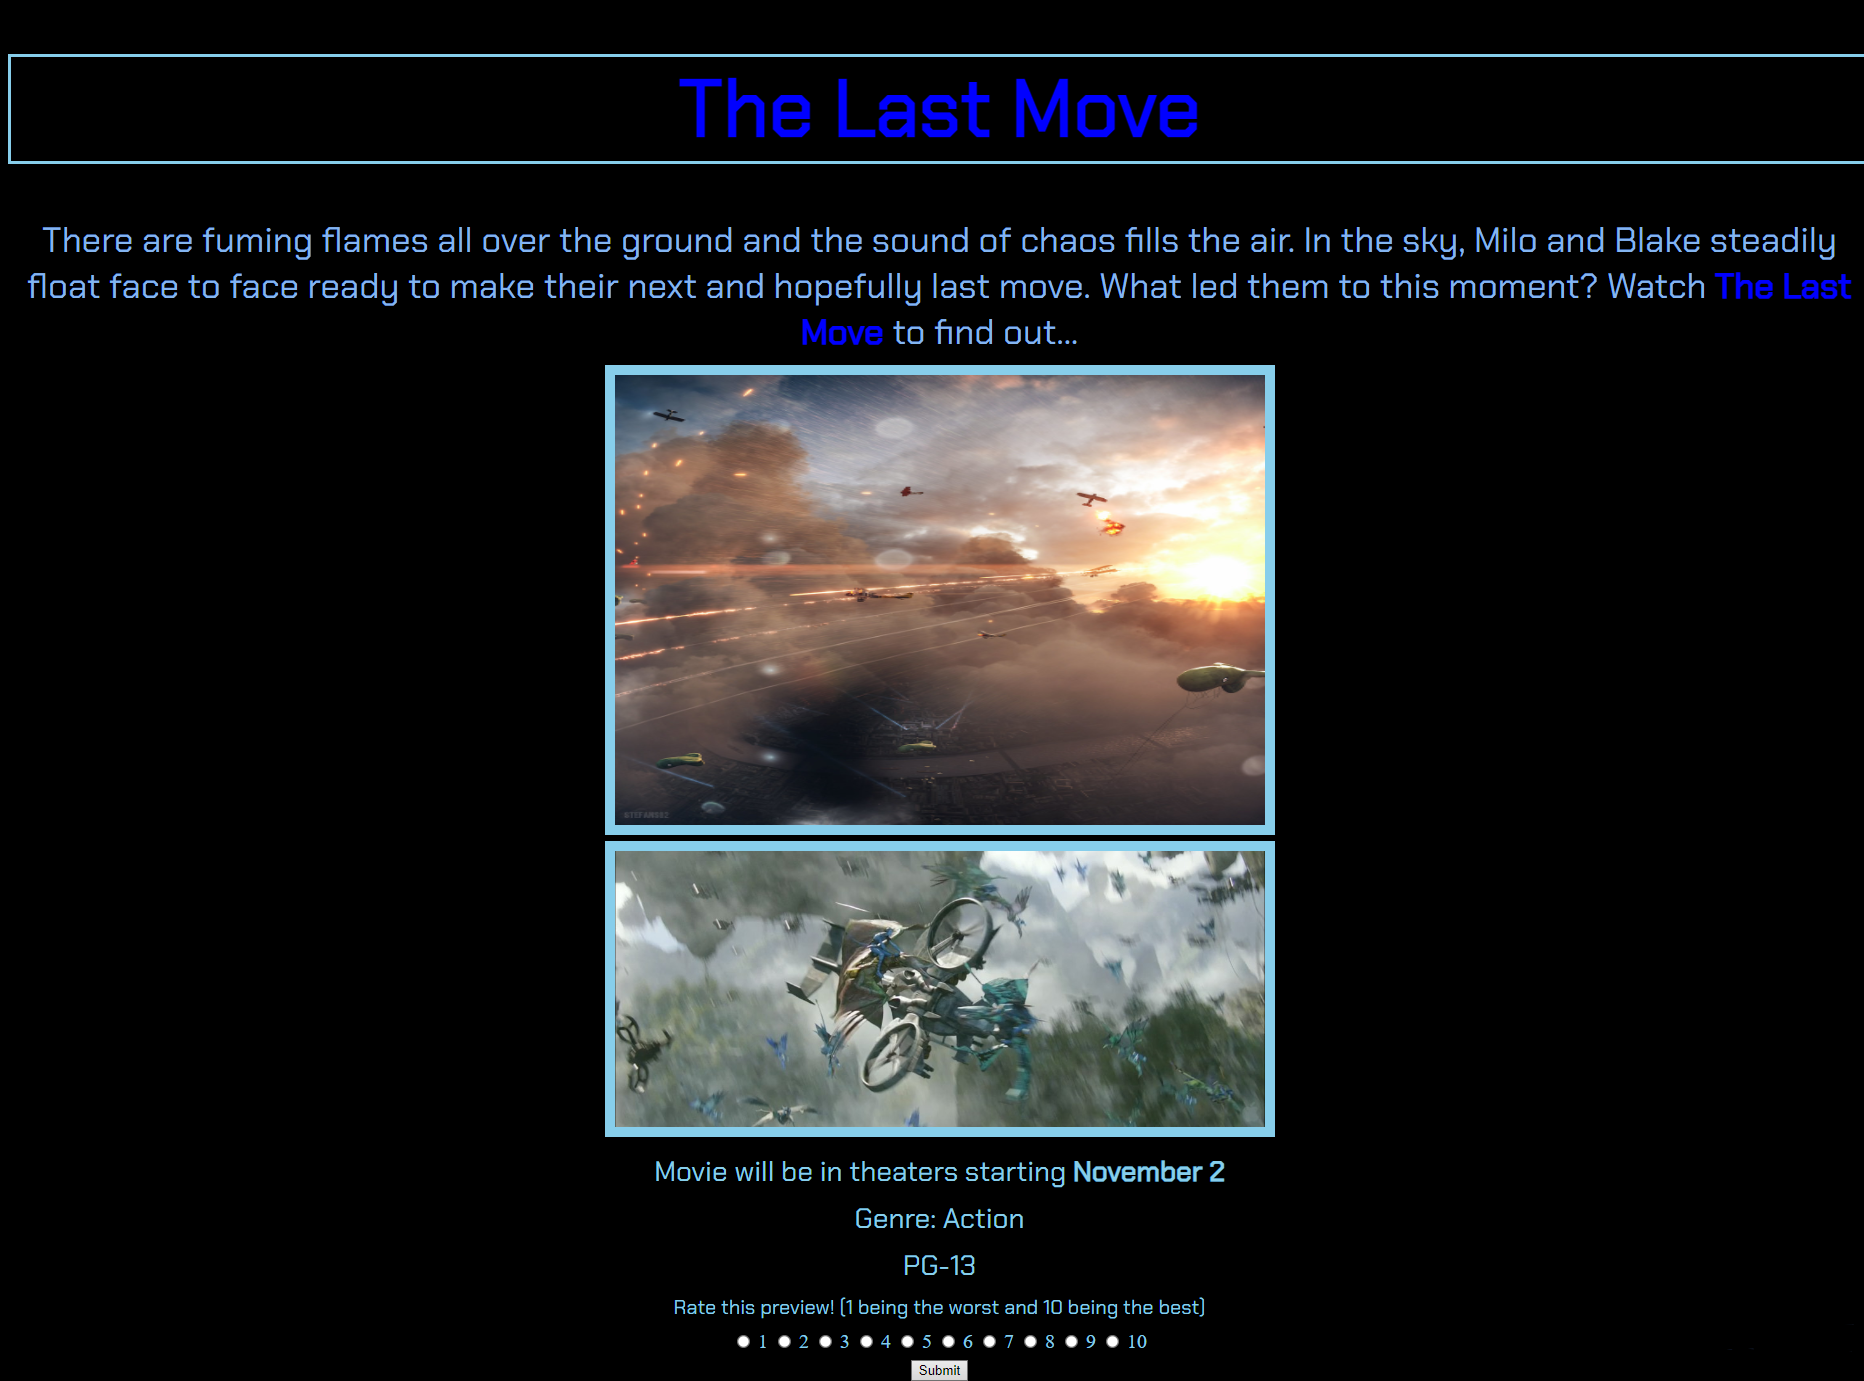 The Last Move
There are fuming flames all over the ground and the sound of chaos fills the air. In the sky, Milo and Blake steadily
float face to face ready to make their next and hopefully last move. What led them to this moment? Watch The Last
Move to find out...
Movie will be in theaters starting November 2
Genre: Action
PG-13
Rate this preview! (1 being the worst and 10 being the best)
1 2 3 4 5 6 7 8 9 10
Submit